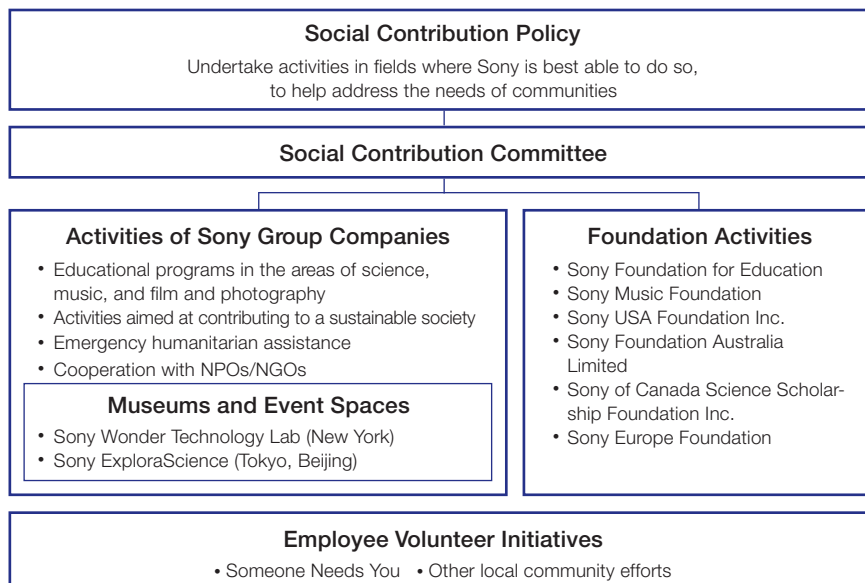 Social Contribution Policy
Undertake activities in fields where Sony is best able to do so,
to help address the needs of communities
Social Contribution Committee
Activities of Sony Group Companies
• Educational programs in the areas of science,
music, and film and photography
• Activities aimed at contributing to a sustainable society
• Emergency humanitarian assistance
• Cooperation with NPOs/NGOs
Museums and Event Spaces
• Sony Wonder Technology Lab (New York)
• Sony ExploraScience (Tokyo, Beijing)
Foundation Activities
• Sony Foundation for Education
• Sony Music Foundation
• Sony USA Foundation Inc.
• Sony Foundation Australia
Limited
• Sony of Canada Science Scholar-
ship Foundation Inc.
• Sony Europe Foundation
Employee Volunteer Initiatives
• Someone Needs You • Other local community efforts